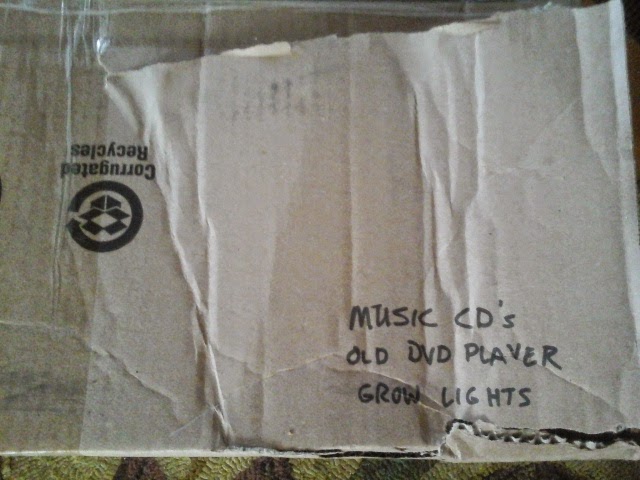 Corrugated
Recycles
MUSIC CD's
OLD DVD PLAYER
GROW LIGHTS